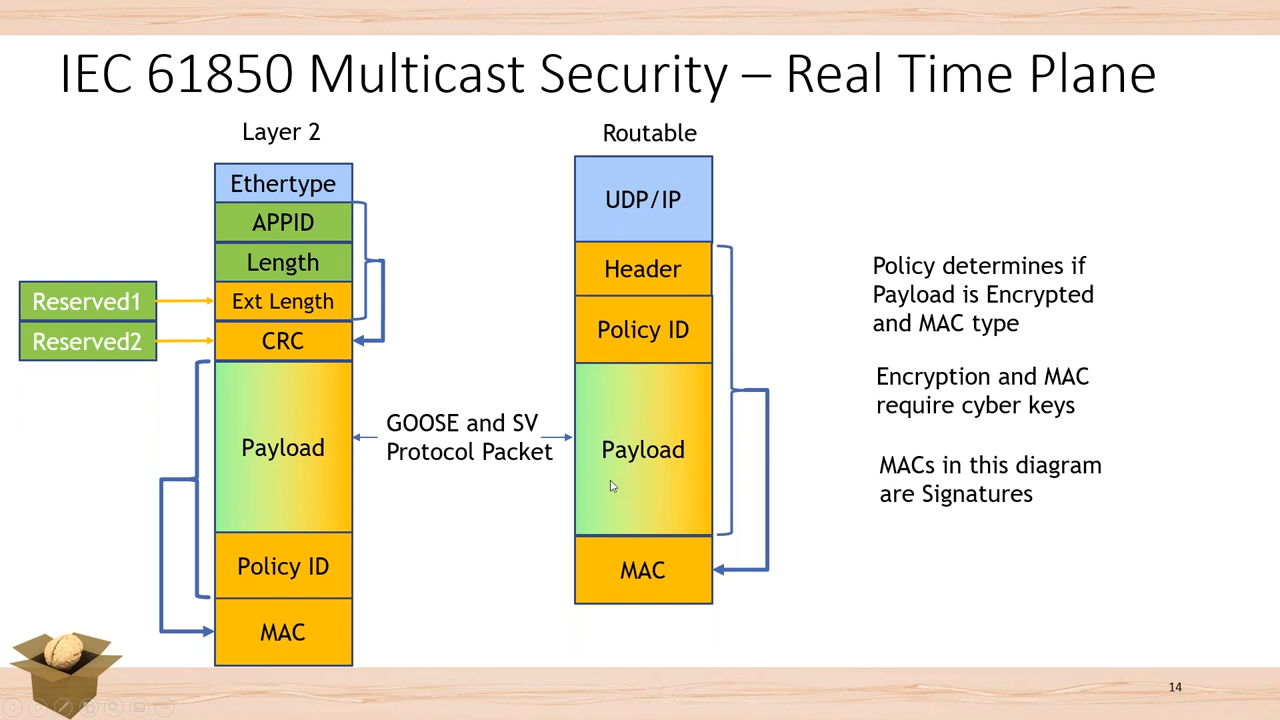 IEC 61850 Multicast Security – Real Time Plane
Layer 2
Ethertype
APPID
Length
Ext Length
CRC
Reserved1
Reserved2
Payload
Policy ID
MAC
GOOSE and SV
Protocol Packet
Routable
UDP/IP
Header
Policy ID
Payload
MAC
Policy determines if
Payload is Encrypted
and MAC type
Encryption and MAC
require cyber keys
MACs in this diagram
are Signatures
14